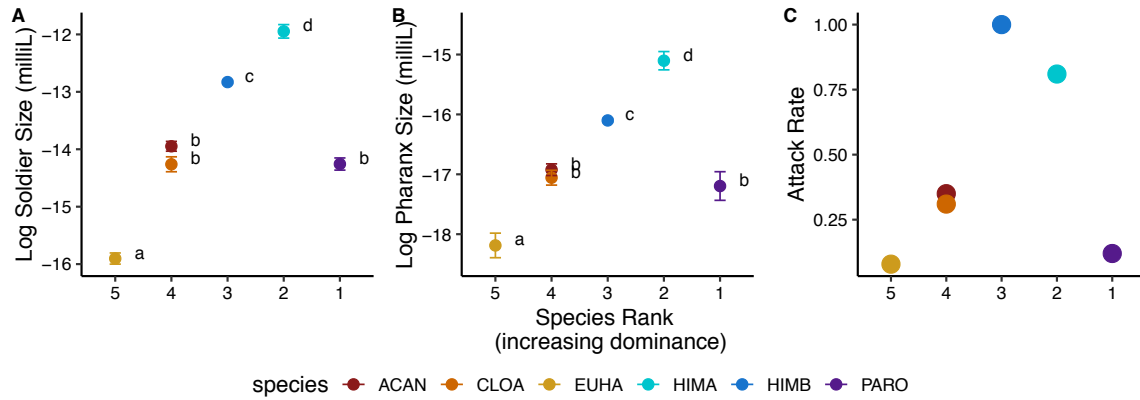 A
Log Soldier Size (milliL)
−12
−13
−14
−15
−16
a
b
b
c
d
b
5 4 3 2 1
B
Log Pharanx Size (milliL)
−15
−16
−17
−18
a
b
b
c
d
b
5 4 3 2 1
Species Rank
(increasing dominance)
C
Attack Rate
1.00
0.75
0.50
0.25
5 4 3 2 1
species ACAN CLOA EUHA HIMA HIMB PARO